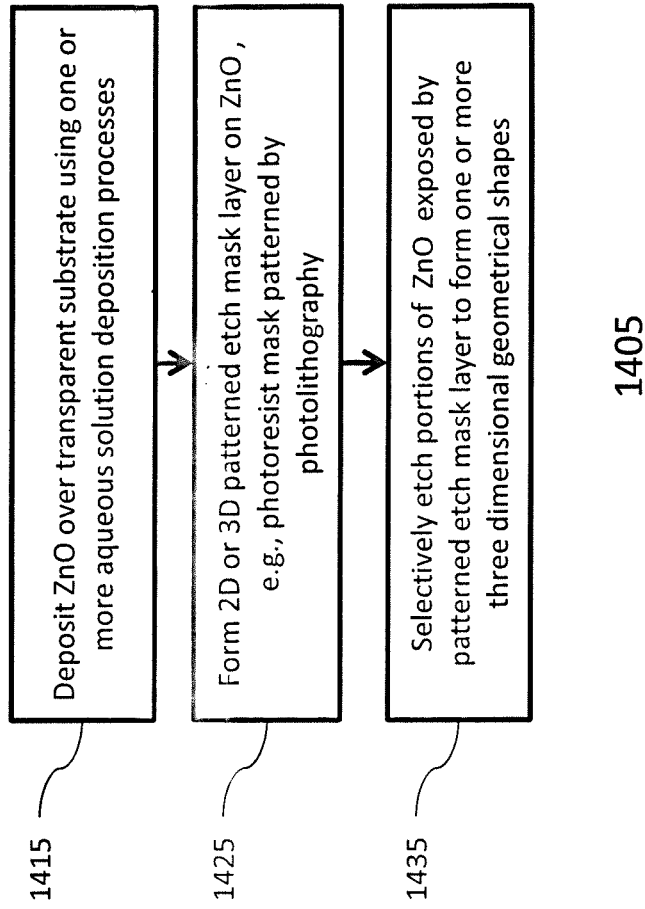 1415
Deposit ZnO over transparent substrate using one or
more aqueous solution deposition processes
1425
Form 2D or 3D patterned etch mask layer on ZnO ,
e.g., photoresist mask patterned by
photolithography
1435
Selectively etch portions of ZnO exposed by
patterned etch mask layer to form one or more
three dimensional geometrical shapes
1405